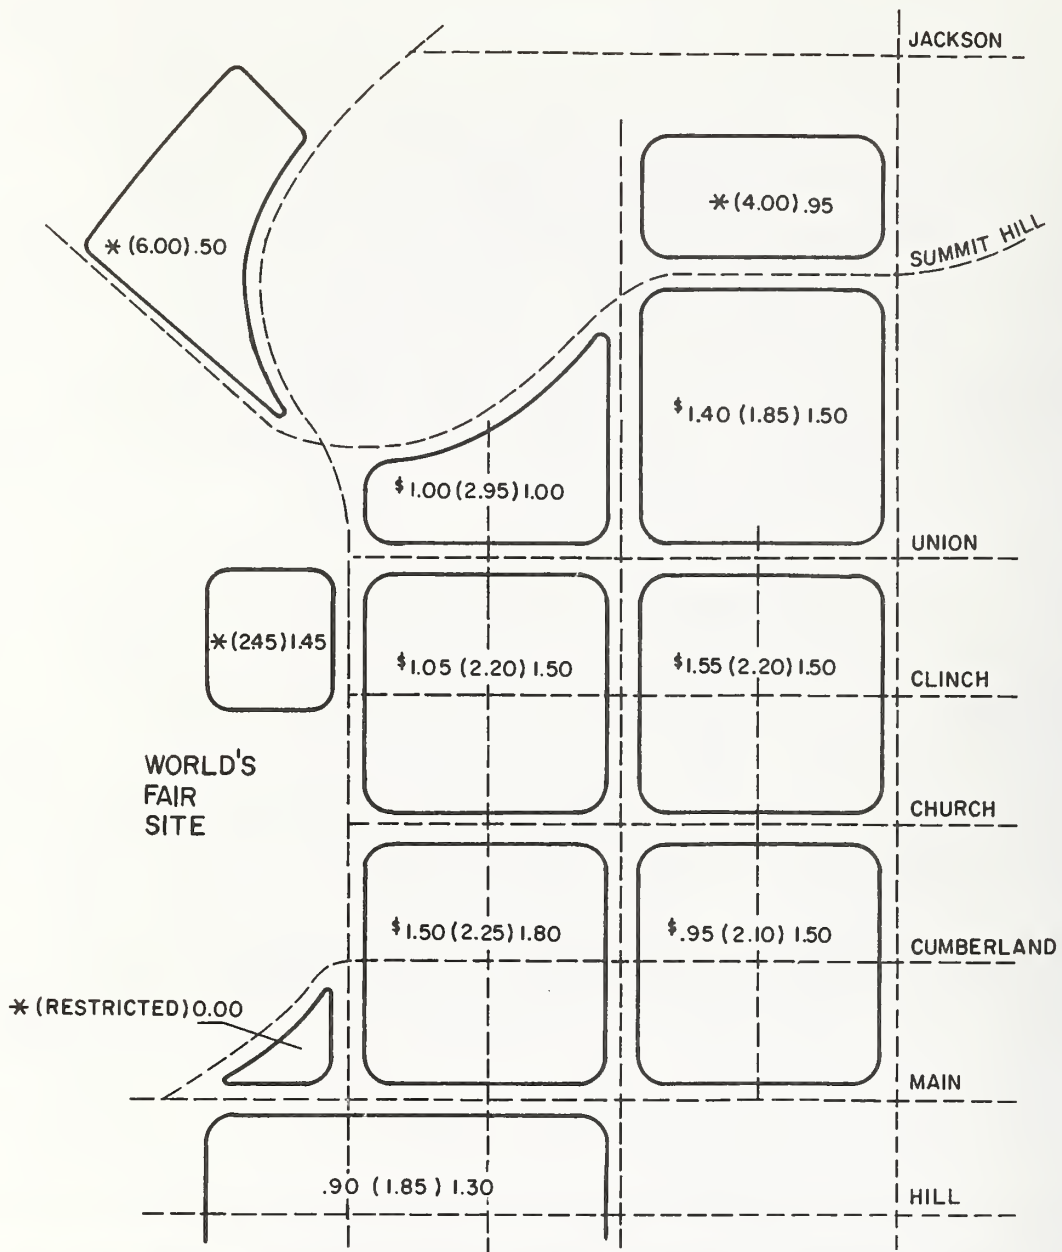 JACKSON
* (4.00) .95
* (6.00) .50
SUMMIT HILL
$1.40 (1.85) 1.50
$1.00 (2.95) 1.00
UNION
* (245) 1.45
$1.05 (2.20) 1.50
$1.55 (2.20) 1.50
CLINCH
WORLD'S
FAIR
SITE
CHURCH
$1.50 (2.25) 1.80
$.95 (2.10) 1.50
CUMBERLAND
* (RESTRICTED) 0.00
MAIN
.90 (1.85) 1.30
HILL